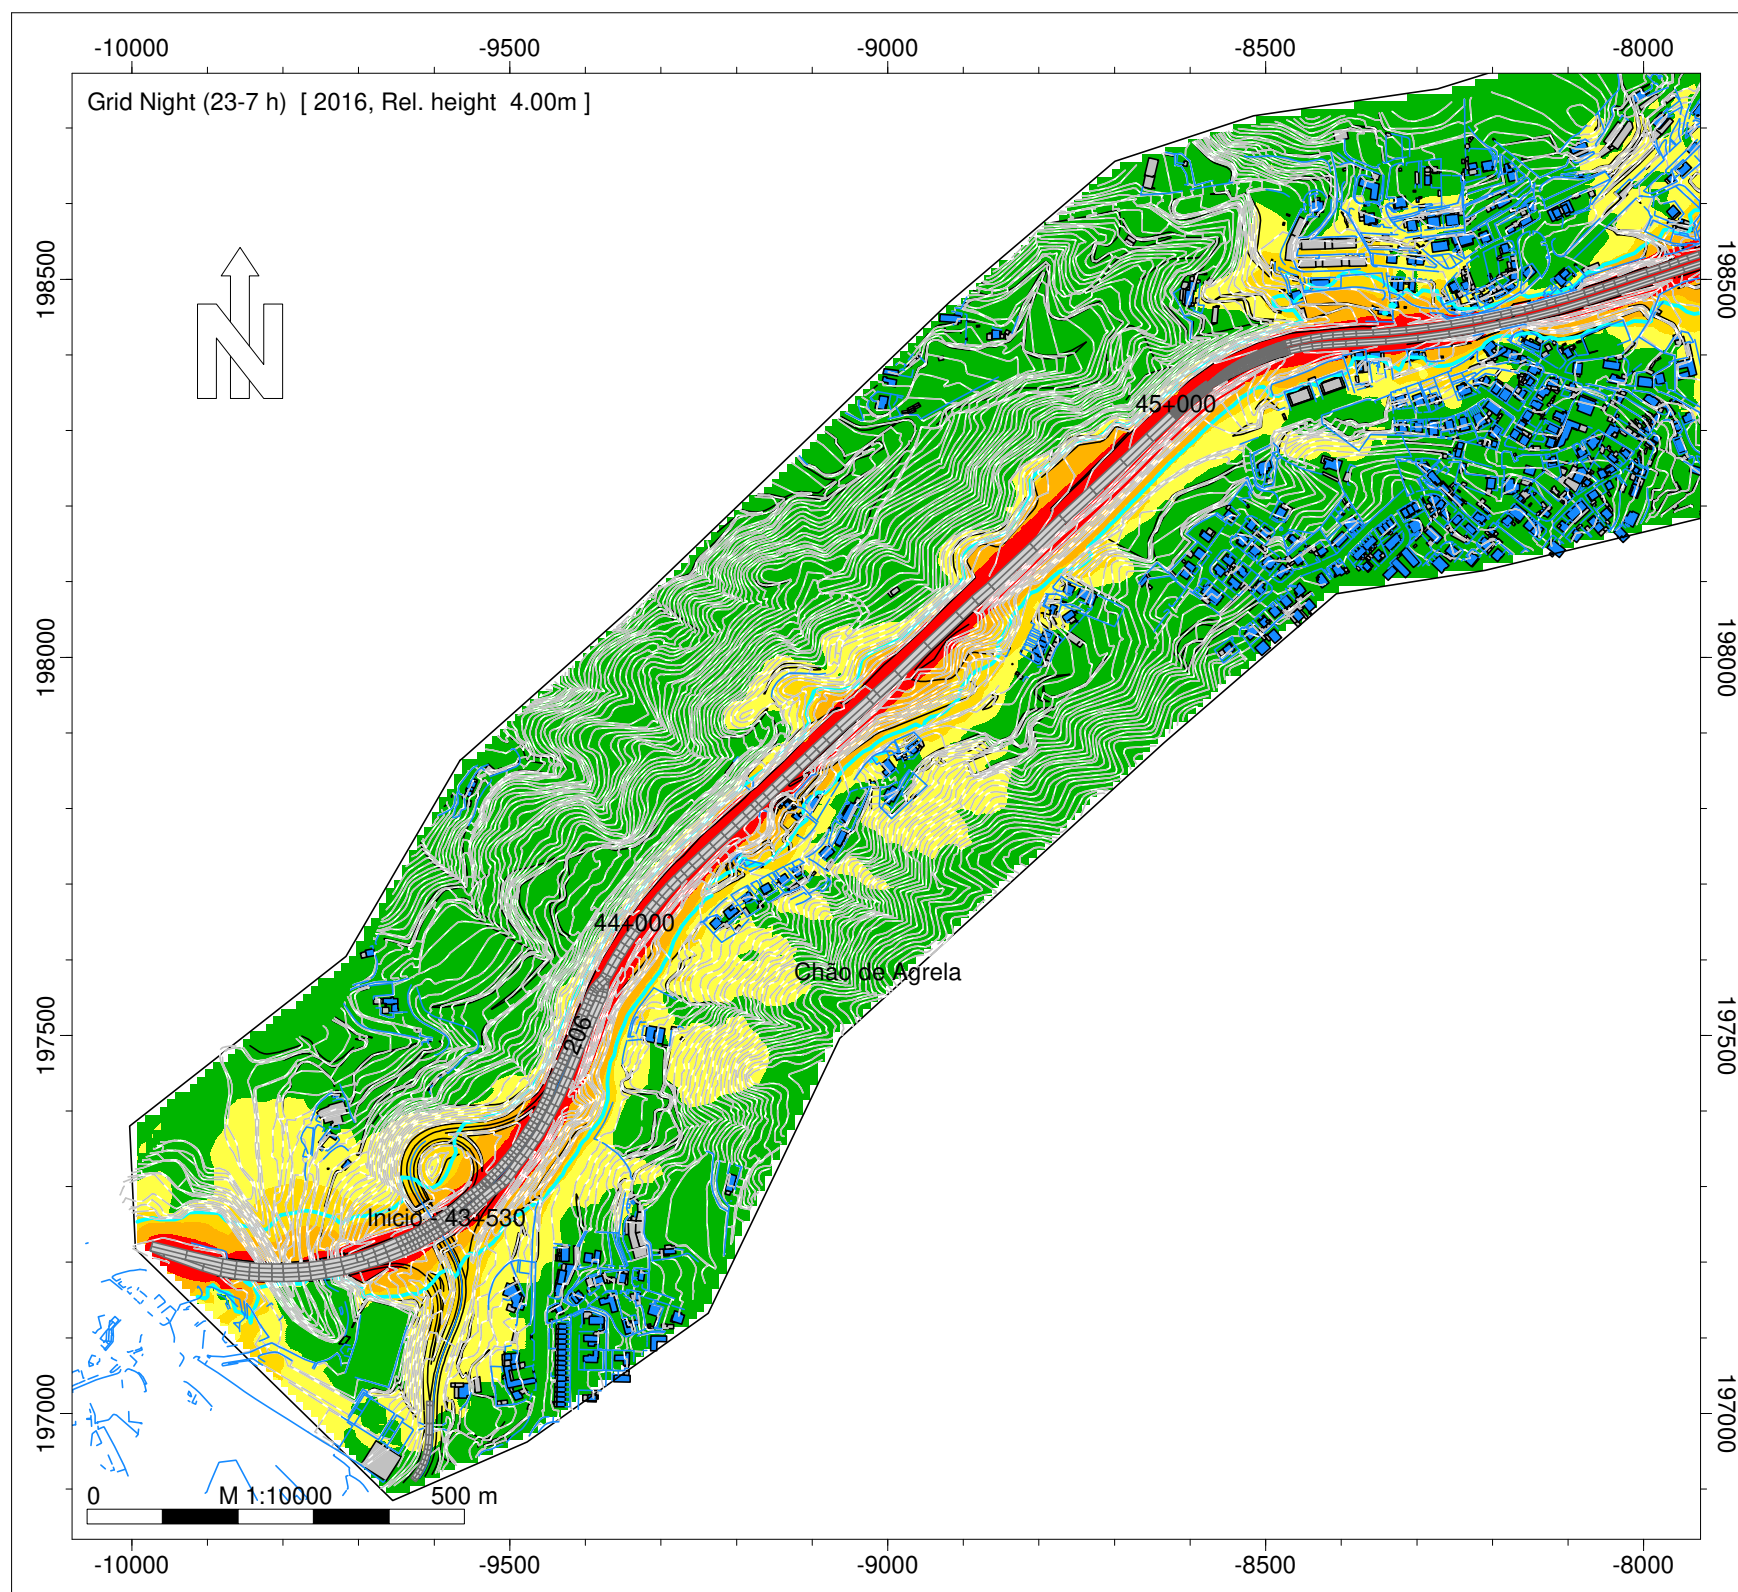 -10000 -9500 -9000 -8500 -8000
Grid Night (23-7 h) [ 2016, Rel. height 4.00m ]
198500 198500
N
45+000
198000 198000
44+000
Chão de Agrela
206
197500 197500
Inicio - 43+530
197000 197000
0 M 1:10000 500 m
-10000 -9500 -9000 -8500 -8000